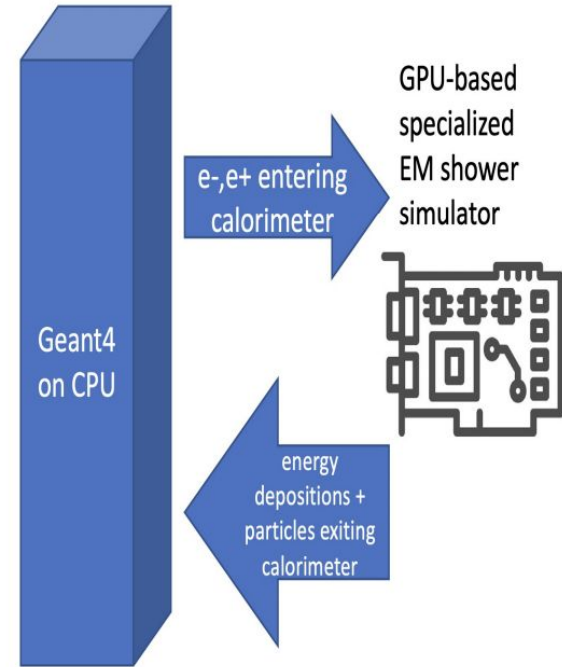 GPU-based
specialized
EM shower
simulator
e-,e+ entering
calorimeter
Geant4
on CPU
energy
depositions +
particles exiting
calorimeter